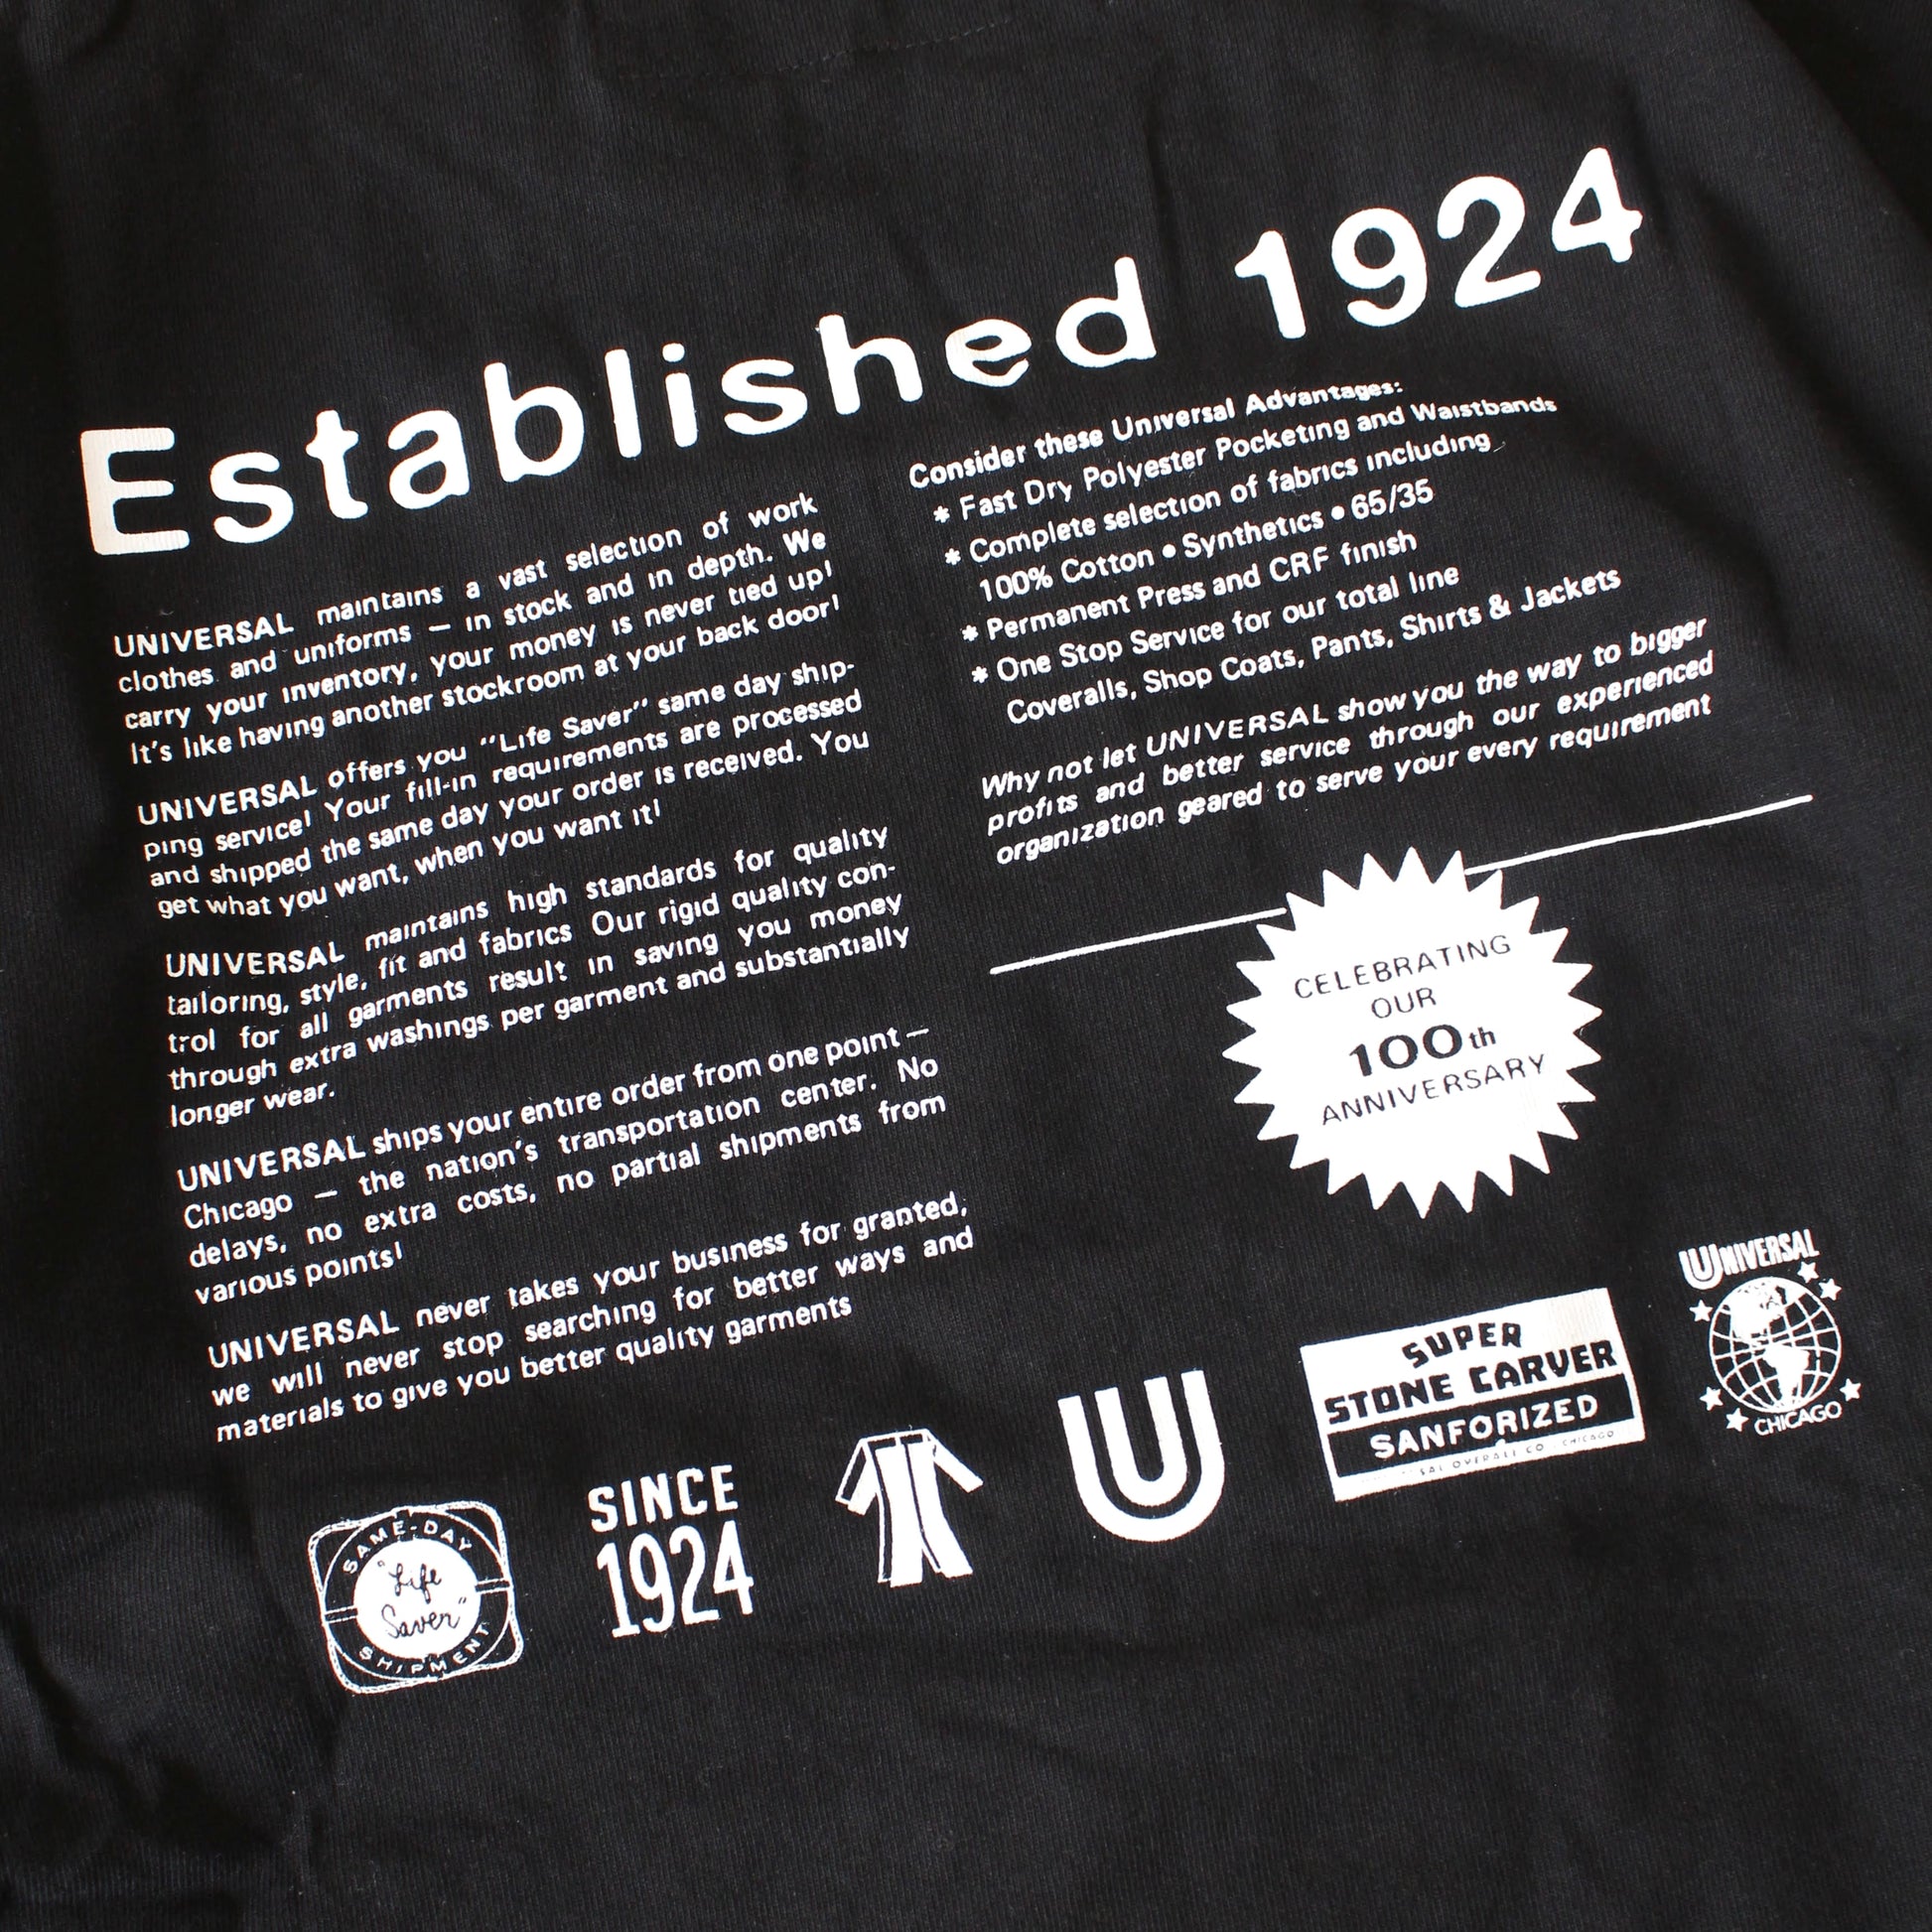 Established 1924
UNIVERSAL maintains a vast selection of work
clothes and uniforms — in stock and in depth. We
carry your inventory, your money is never tied up!
It's like having another stockroom at your back door!
UNIVERSAL offers you "Life Saver" same day ship-
ping service! Your fill-in requirements are processed
and shipped the same day your order is received. You
get what you want, when you want it!
UNIVERSAL maintains high standards for quality
tailoring, style, fit and fabrics Our rigid quality con-
trol for all garments result in saving you money
through extra washings per garment and substantially
longer wear.
UNIVERSAL ships your entire order from one point —
Chicago — the nation's transportation center. No
delays, no extra costs, no partial shipments from
various points!
UNIVERSAL never takes your business for granted,
we will never stop searching for better ways and
materials to give you better quality garments
Consider these Universal Advantages:
* Fast Dry Polyester Pocketing and Waistbands
* Complete selection of fabrics including
100% Cotton • Synthetics • 65/35
* Permanent Press and CRF finish
* One Stop Service for our total line
Coveralls, Shop Coats, Pants, Shirts & Jackets
Why not let UNIVERSAL show you the way to bigger
profits and better service through our experienced
organization geared to serve your every requirement
CELEBRATING
OUR
100th
ANNIVERSARY
SAME-DAY
"Life
Saver"
SHIPMENT
SINCE
1924
U
SUPER
STONE CARVER
SANFORIZED
OVERALL CO. CHICAGO
UNIVERSAL
CHICAGO